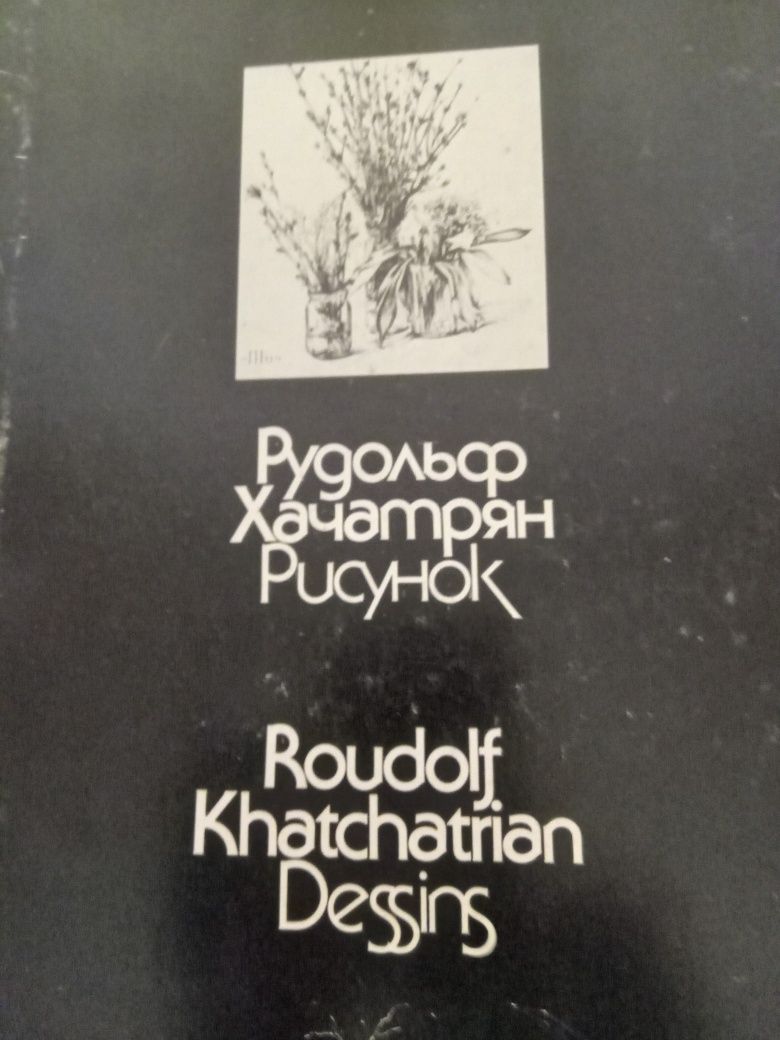 Рудольф
Хачатрян
Рисунок
Roudolf
Khatchatrian
Dessins